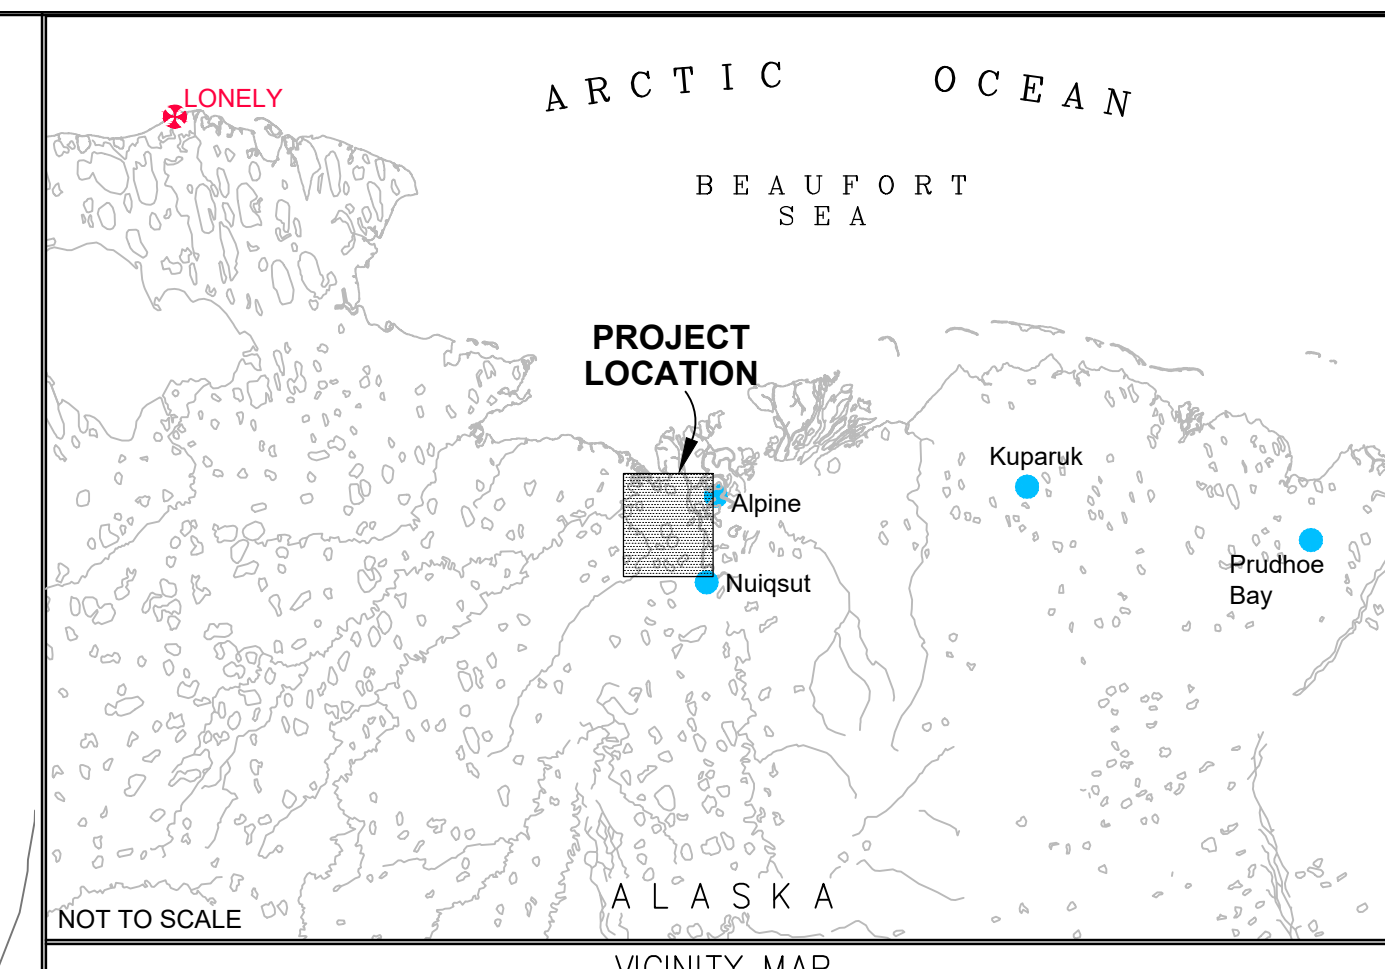 ARCTIC OCEAN
LONELY
BEAUFORT
SEA
PROJECT
LOCATION
Kuparuk
Alpine
Prudhoe
Bay
Nuiqsut
ALASKA
NOT TO SCALE
VICINITY MAP